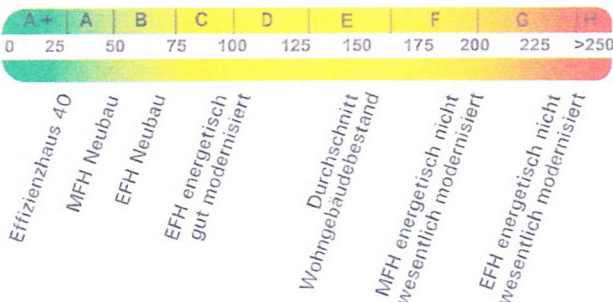 A+ A B C D E F G H
0 25 50 75 100 125 150 175 200 225 >250
Effizienzhaus 40
MFH Neubau
EFH Neubau
EFH energetisch
gut modernisiert
Durchschnitt
Wohngebäudebestand
MFH energetisch nicht
wesentlich modernisiert
EFH energetisch nicht
wesentlich modernisiert